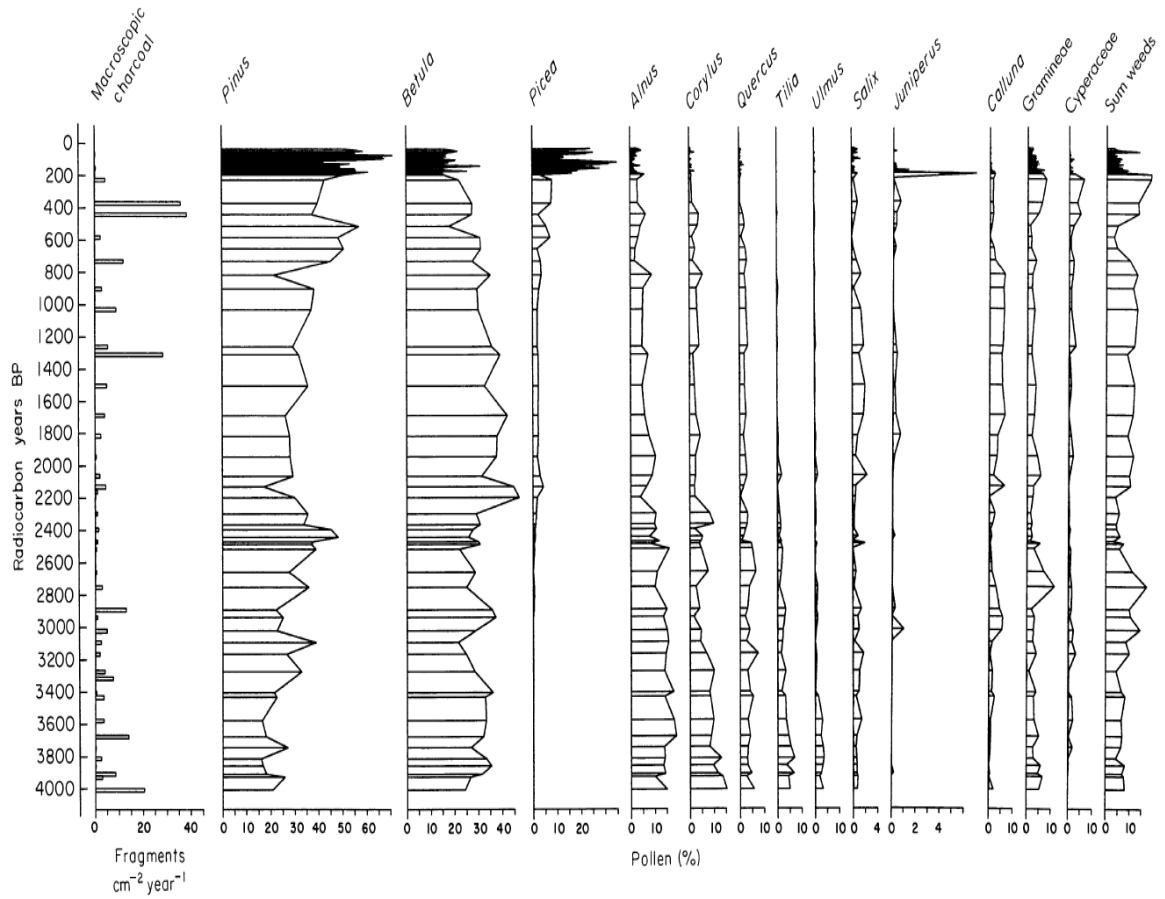 Macroscopic
charcoal
Pinus
Betula
Picea
Alnus
Corylus
Quercus
Tilia
Ulmus
Salix
Juniperus
Calluna
Gramineae
Cyperaceae
Sum weeds
Radiocarbon years BP
0
200
400
600
800
1000
1200
1400
1600
1800
2000
2200
2400
2600
2800
3000
3200
3400
3600
3800
4000
0 20 40
0 10 20 30 40 50 60
0 10 20 30 40
0 10 20 30
0 10
0 10
0 10
0 10
0 10
0 4
0 2 4
0 10
0 10
0 10
0 10
Fragments
cm⁻² year⁻¹
Pollen (%)